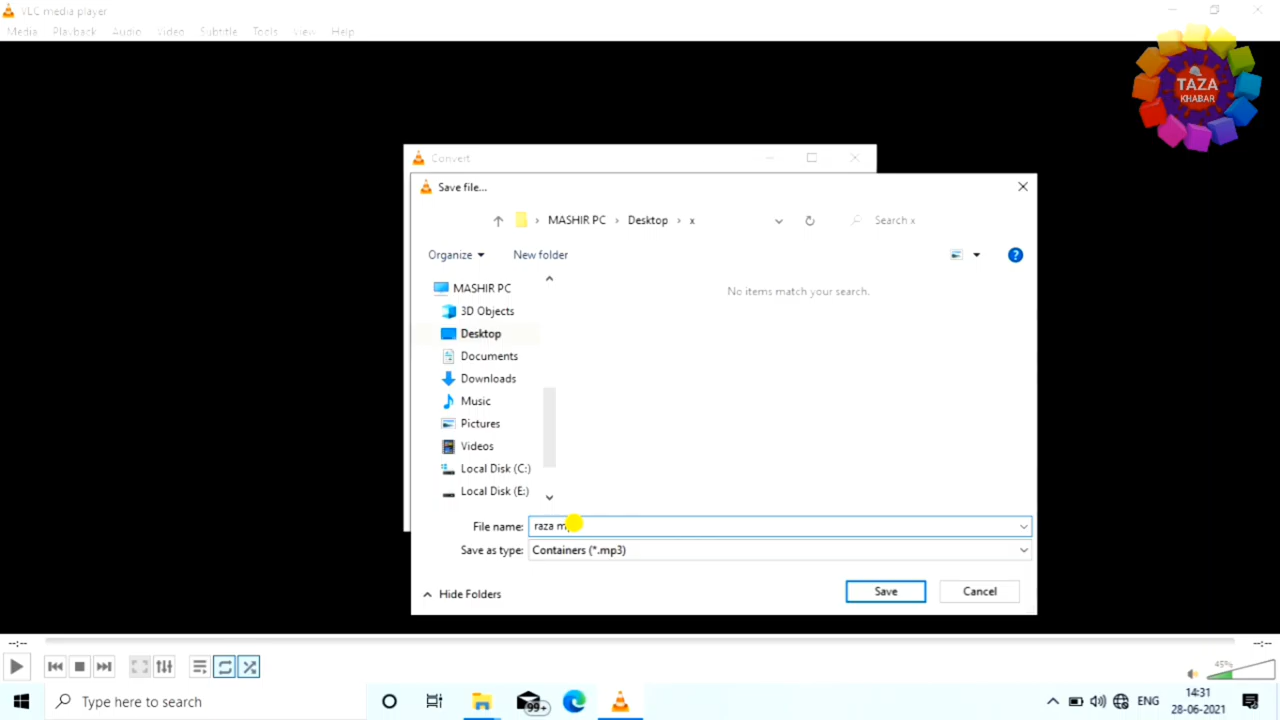 VLC media player
Media Playback Audio Video Subtitle Tools View Help
TAZA
KHABAR
Convert
Save file...
MASHIR PC › Desktop › x
Search x
Organize
New folder
MASHIR PC
No items match your search.
3D Objects
Desktop
Documents
Downloads
Music
Pictures
Videos
Local Disk (C:)
Local Disk (E:)
File name: raza
Save as type: Containers (*.mp3)
Hide Folders
Save
Cancel
--:--
--:--
45%
Type here to search
99+
ENG
14:31
28-06-2021